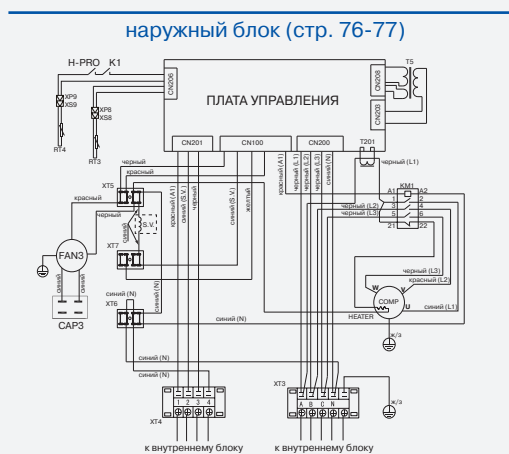 наружный блок (стр. 76-77)
H-PRO K1
T5
CN206
CN208
ПЛАТА УПРАВЛЕНИЯ
XP9
XS9
XP8
XS8
CN203
RT4
RT3
CN201
CN100
CN200
T201
черный
красный
черный (L1)
XT5
KM1
A1
A2
красный
красный (A1)
синий (S.V.)
черный
синий (S.V.)
желтый
красный (A1)
черный (L1)
черный (L2)
черный (L3)
синий (N)
1
2
черный (L2)
3
4
черный (L3)
5
6
21
22
черный
синий
S.V.
FAN3
XT7
черный (L3)
красный (L2)
W
V
U
COMP
синий (L1)
HEATER
синий
синий
CAP3
синий (N)
синий (N)
XT6
синий (N)
ж/з
синий (N)
синий (N)
XT3
1 2 3 4
A B C N
ж/з
XT4
к внутреннему блоку
к внутреннему блоку